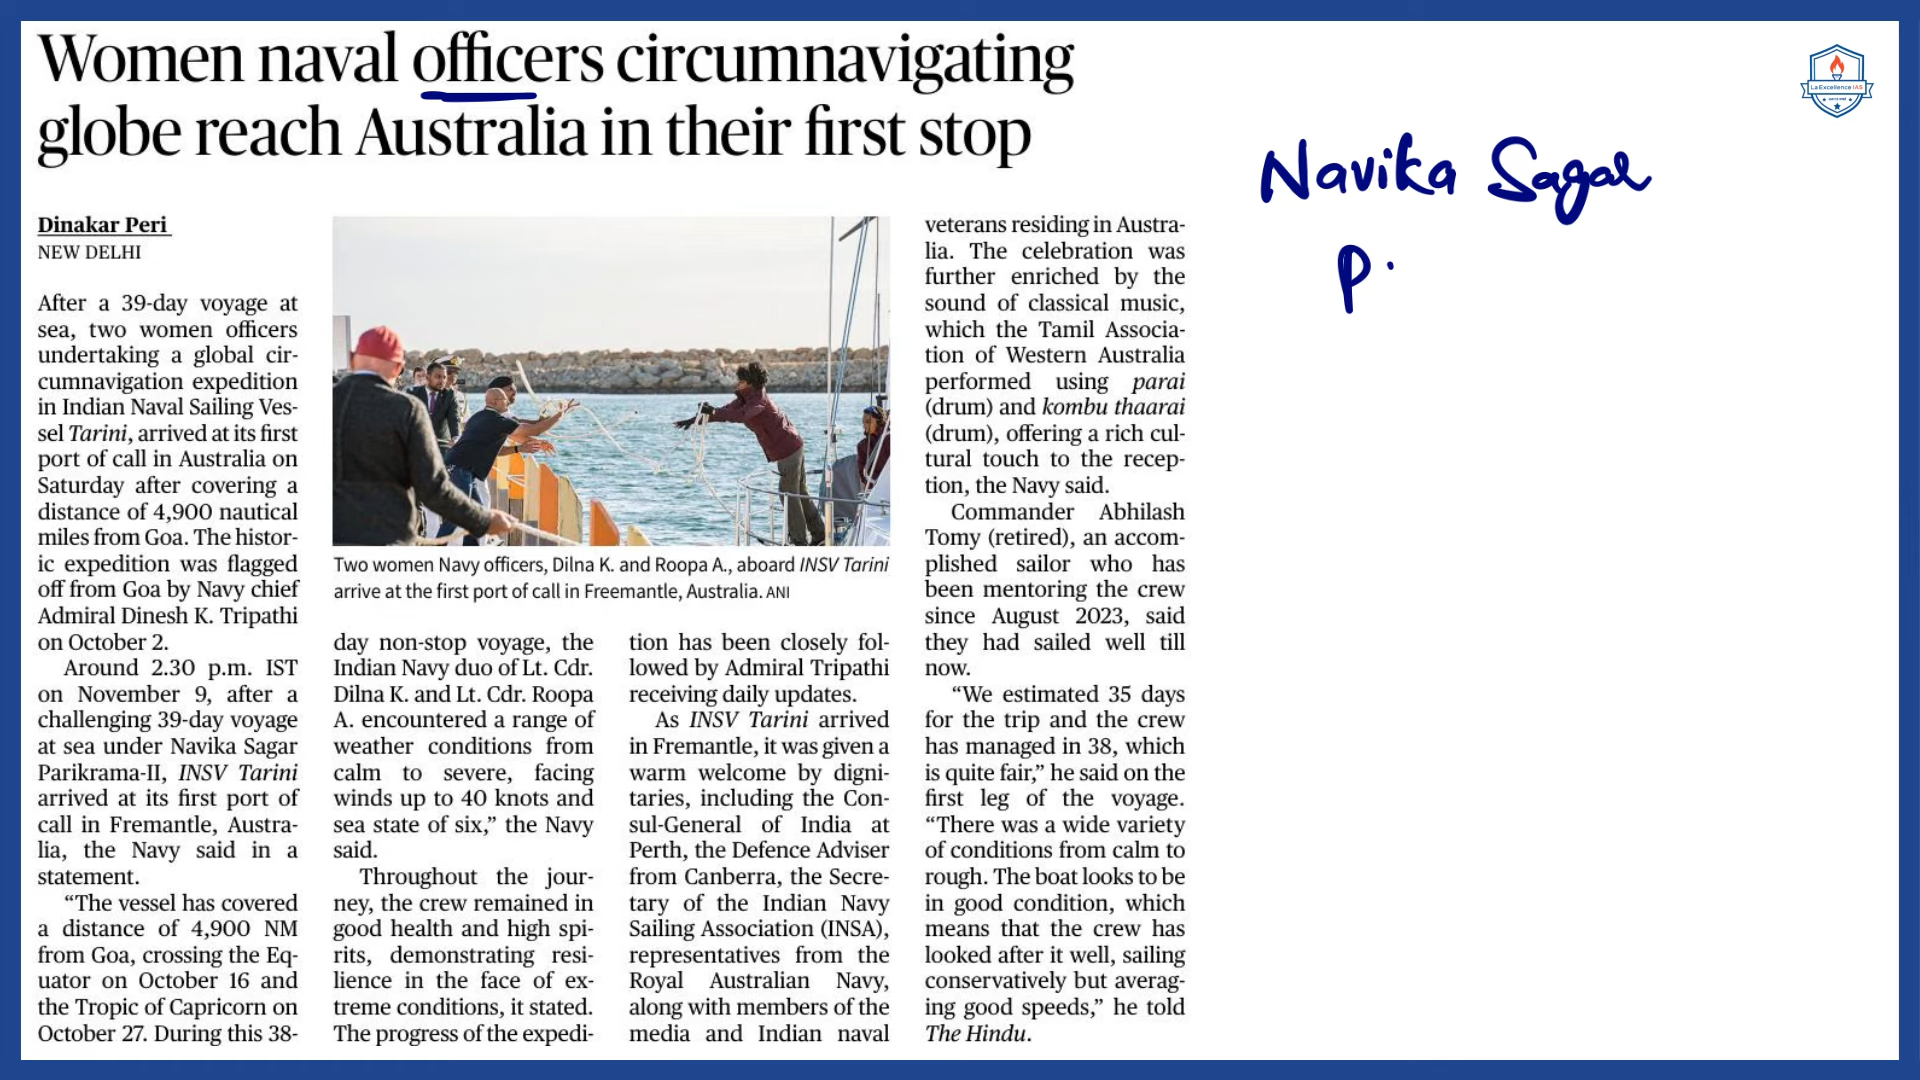 Women naval officers circumnavigating
globe reach Australia in their first stop
La Excellence IAS
Navika Sagar
P.
Dinakar Peri
NEW DELHI
After a 39-day voyage at
sea, two women officers
undertaking a global cir-
cumnavigation expedition
in Indian Naval Sailing Ves-
sel Tarini, arrived at its first
port of call in Australia on
Saturday after covering a
distance of 4,900 nautical
miles from Goa. The histor-
ic expedition was flagged
off from Goa by Navy chief
Admiral Dinesh K. Tripathi
on October 2.
Around 2.30 p.m. IST
on November 9, after a
challenging 39-day voyage
at sea under Navika Sagar
Parikrama-II, INSV Tarini
arrived at its first port of
call in Fremantle, Austra-
lia, the Navy said in a
statement.
“The vessel has covered
a distance of 4,900 NM
from Goa, crossing the Eq-
uator on October 16 and
the Tropic of Capricorn on
October 27. During this 38-
Two women Navy officers, Dilna K. and Roopa A., aboard INSV Tarini
arrive at the first port of call in Freemantle, Australia. ANI
day non-stop voyage, the
Indian Navy duo of Lt. Cdr.
Dilna K. and Lt. Cdr. Roopa
A. encountered a range of
weather conditions from
calm to severe, facing
winds up to 40 knots and
sea state of six,” the Navy
said.
Throughout the jour-
ney, the crew remained in
good health and high spi-
rits, demonstrating resi-
lience in the face of ex-
treme conditions, it stated.
The progress of the expedi-
tion has been closely fol-
lowed by Admiral Tripathi
receiving daily updates.
As INSV Tarini arrived
in Fremantle, it was given a
warm welcome by digni-
taries, including the Con-
sul-General of India at
Perth, the Defence Adviser
from Canberra, the Secre-
tary of the Indian Navy
Sailing Association (INSA),
representatives from the
Royal Australian Navy,
along with members of the
media and Indian naval
veterans residing in Austra-
lia. The celebration was
further enriched by the
sound of classical music,
which the Tamil Associa-
tion of Western Australia
performed using parai
(drum) and kombu thaarai
(drum), offering a rich cul-
tural touch to the recep-
tion, the Navy said.
Commander Abhilash
Tomy (retired), an accom-
plished sailor who has
been mentoring the crew
since August 2023, said
they had sailed well till
now.
“We estimated 35 days
for the trip and the crew
has managed in 38, which
is quite fair,” he said on the
first leg of the voyage.
“There was a wide variety
of conditions from calm to
rough. The boat looks to be
in good condition, which
means that the crew has
looked after it well, sailing
conservatively but averag-
ing good speeds,” he told
The Hindu.